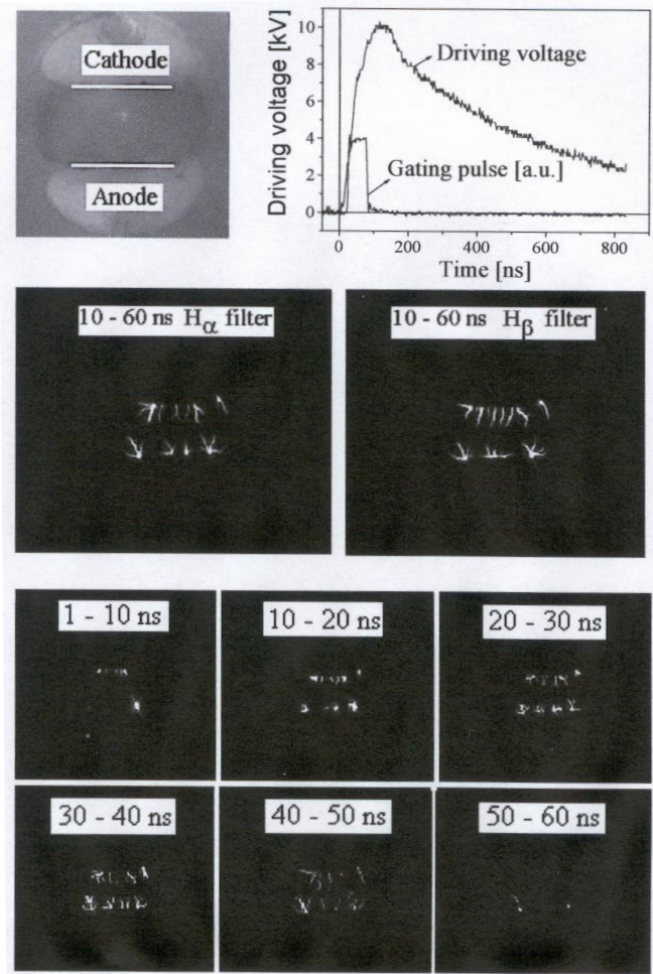 Cathode
Anode
Driving voltage [kV]
10
8
6
4
2
0
Driving voltage
Gating pulse [a.u.]
0 200 400 600 800
Time [ns]
10 - 60 ns Hα filter
10 - 60 ns Hβ filter
1 - 10 ns
10 - 20 ns
20 - 30 ns
30 - 40 ns
40 - 50 ns
50 - 60 ns